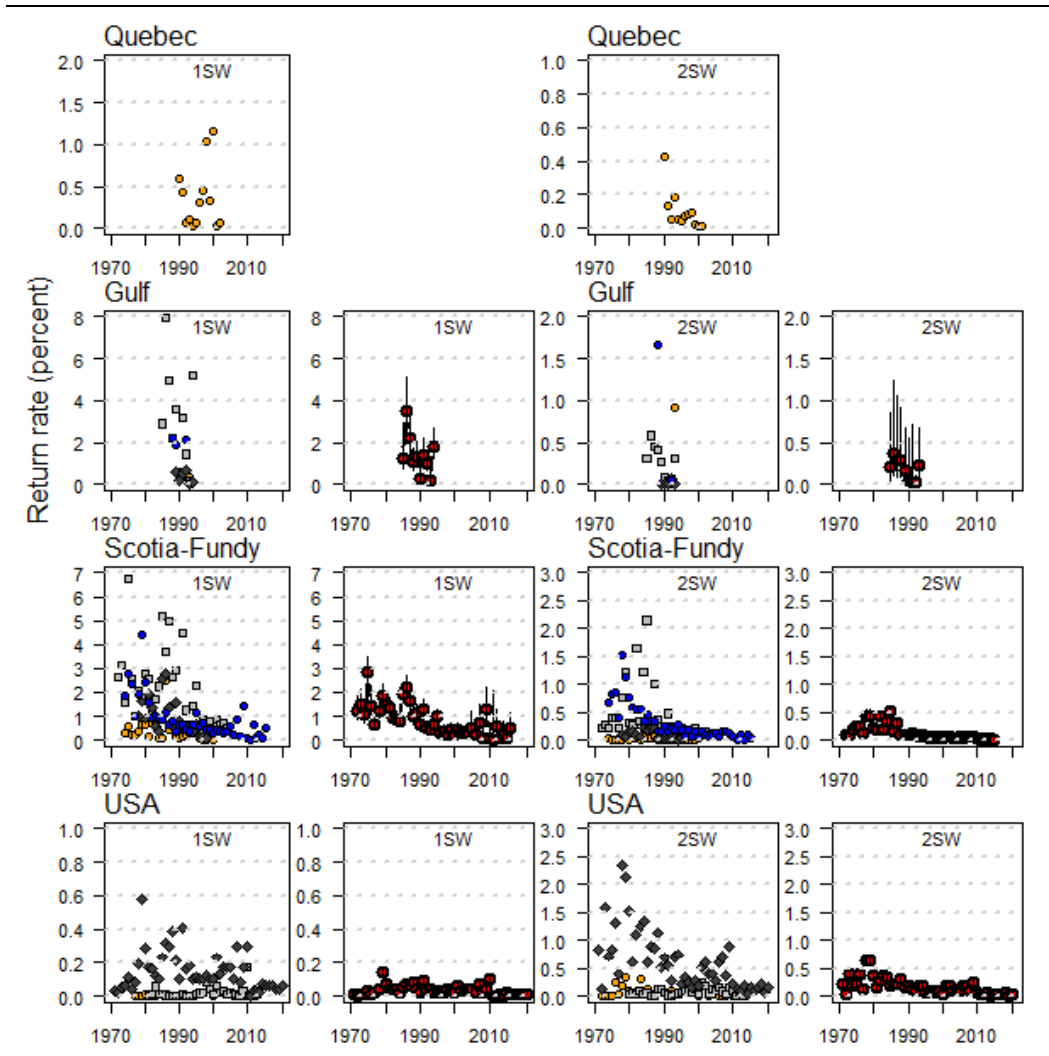 Quebec Quebec
1SW 2SW
2.0 1.0
1.5 0.8
0.6
1.0
0.4
0.5
0.2
0.0 0.0
1970 1990 2010 1970 1990 2010
Return rate (percent)
Gulf Gulf
1SW 1SW 2SW 2SW
8 8 2.0 2.0
6 6 1.5 1.5
4 4 1.0 1.0
2 2 0.5 0.5
0 0 0.0 0.0
1970 1990 2010 1970 1990 2010 1970 1990 2010 1970 1990 2010
Scotia-Fundy Scotia-Fundy
1SW 1SW 2SW 2SW
7 7 3.0 3.0
6 6 2.5 2.5
5 5 2.0 2.0
4 4
3 3 1.5 1.5
2 2 1.0 1.0
1 1 0.5 0.5
0 0 0.0 0.0
1970 1990 2010 1970 1990 2010 1970 1990 2010 1970 1990 2010
USA USA
1SW 1SW 2SW 2SW
1.0 1.0 3.0 3.0
0.8 0.8 2.5 2.5
0.6 0.6 2.0 2.0
0.4 0.4 1.5 1.5
1.0 1.0
0.2 0.2 0.5 0.5
0.0 0.0 0.0 0.0
1970 1990 2010 1970 1990 2010 1970 1990 2010 1970 1990 2010